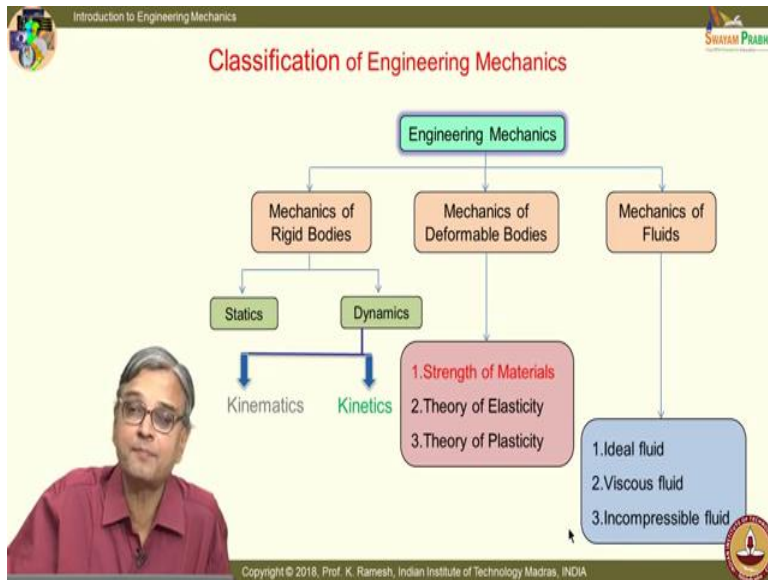 Introduction to Engineering Mechanics
SWAYAM PRABH
Classification of Engineering Mechanics
Engineering Mechanics
Mechanics of
Rigid Bodies
Mechanics of
Deformable Bodies
Mechanics of
Fluids
Statics
Dynamics
Kinematics
Kinetics
1.Strength of Materials
2.Theory of Elasticity
3.Theory of Plasticity
1.Ideal fluid
2.Viscous fluid
3.Incompressible fluid
Copyright © 2018, Prof. K. Ramesh, Indian Institute of Technology Madras, INDIA